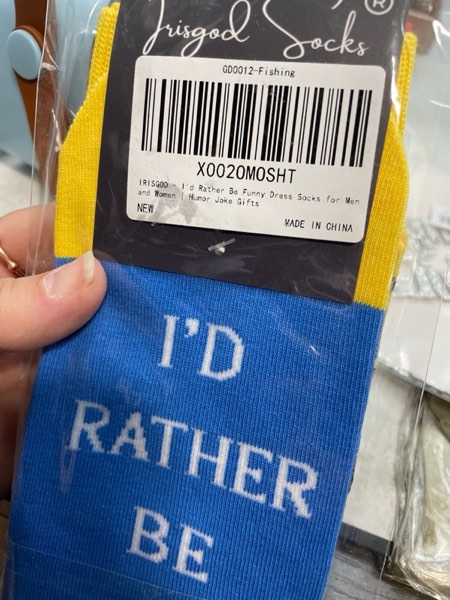 Irisgod Socks ®
GD0012-Fishing
X0020M0SHT
IRISGOD - I'd Rather Be Funny Dress Socks for Men
and Women | Humor Joke Gifts
NEW
MADE IN CHINA
I'D
RATHER
BE